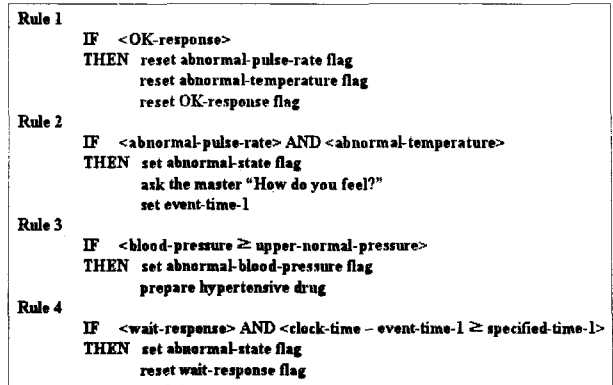 Rule 1
IF <OK-response>
THEN reset abnormal-pulse-rate flag
reset abnormal-temperature flag
reset OK-response flag
Rule 2
IF <abnormal-pulse-rate> AND <abnormal-temperature>
THEN set abnormal-state flag
ask the master “How do you feel?”
set event-time-1
Rule 3
IF <blood-pressure ≥ upper-normal-pressure>
THEN set abnormal-blood-pressure flag
prepare hypertensive drug
Rule 4
IF <wait-response> AND <clock-time – event-time-1 ≥ specified-time-1>
THEN set abnormal-state flag
reset wait-response flag